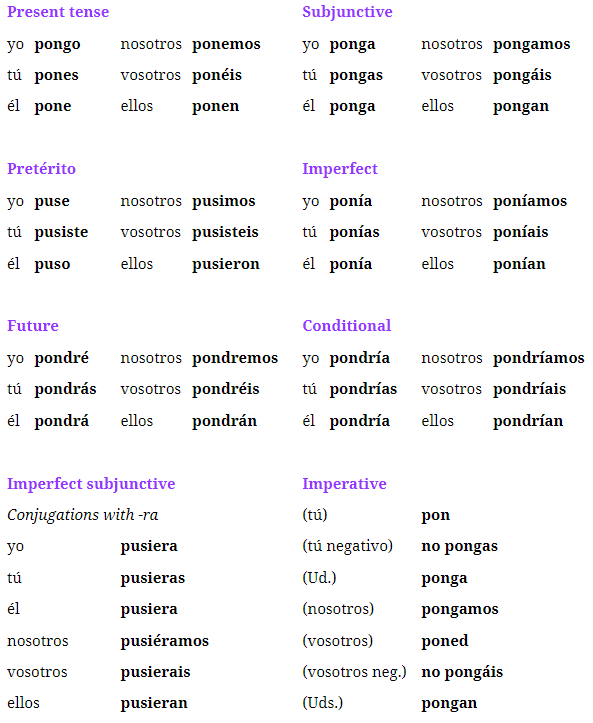 Present tense
yo pongo nosotros ponemos
tú pones vosotros ponéis
él pone ellos ponen
Subjunctive
yo ponga nosotros pongamos
tú pongas vosotros pongáis
él ponga ellos pongan
Pretérito
yo puse nosotros pusimos
tú pusiste vosotros pusisteis
él puso ellos pusieron
Imperfect
yo ponía nosotros poníamos
tú ponías vosotros poníais
él ponía ellos ponían
Future
yo pondré nosotros pondremos
tú pondrás vosotros pondréis
él pondrá ellos pondrán
Conditional
yo pondría nosotros pondríamos
tú pondrías vosotros pondríais
él pondría ellos pondrían
Imperfect subjunctive
Conjugations with -ra
yo pusiera
tú pusieras
él pusiera
nosotros pusiéramos
vosotros pusierais
ellos pusieran
Imperative
(tú) pon
(tú negativo) no pongas
(Ud.) ponga
(nosotros) pongamos
(vosotros) poned
(vosotros neg.) no pongáis
(Uds.) pongan